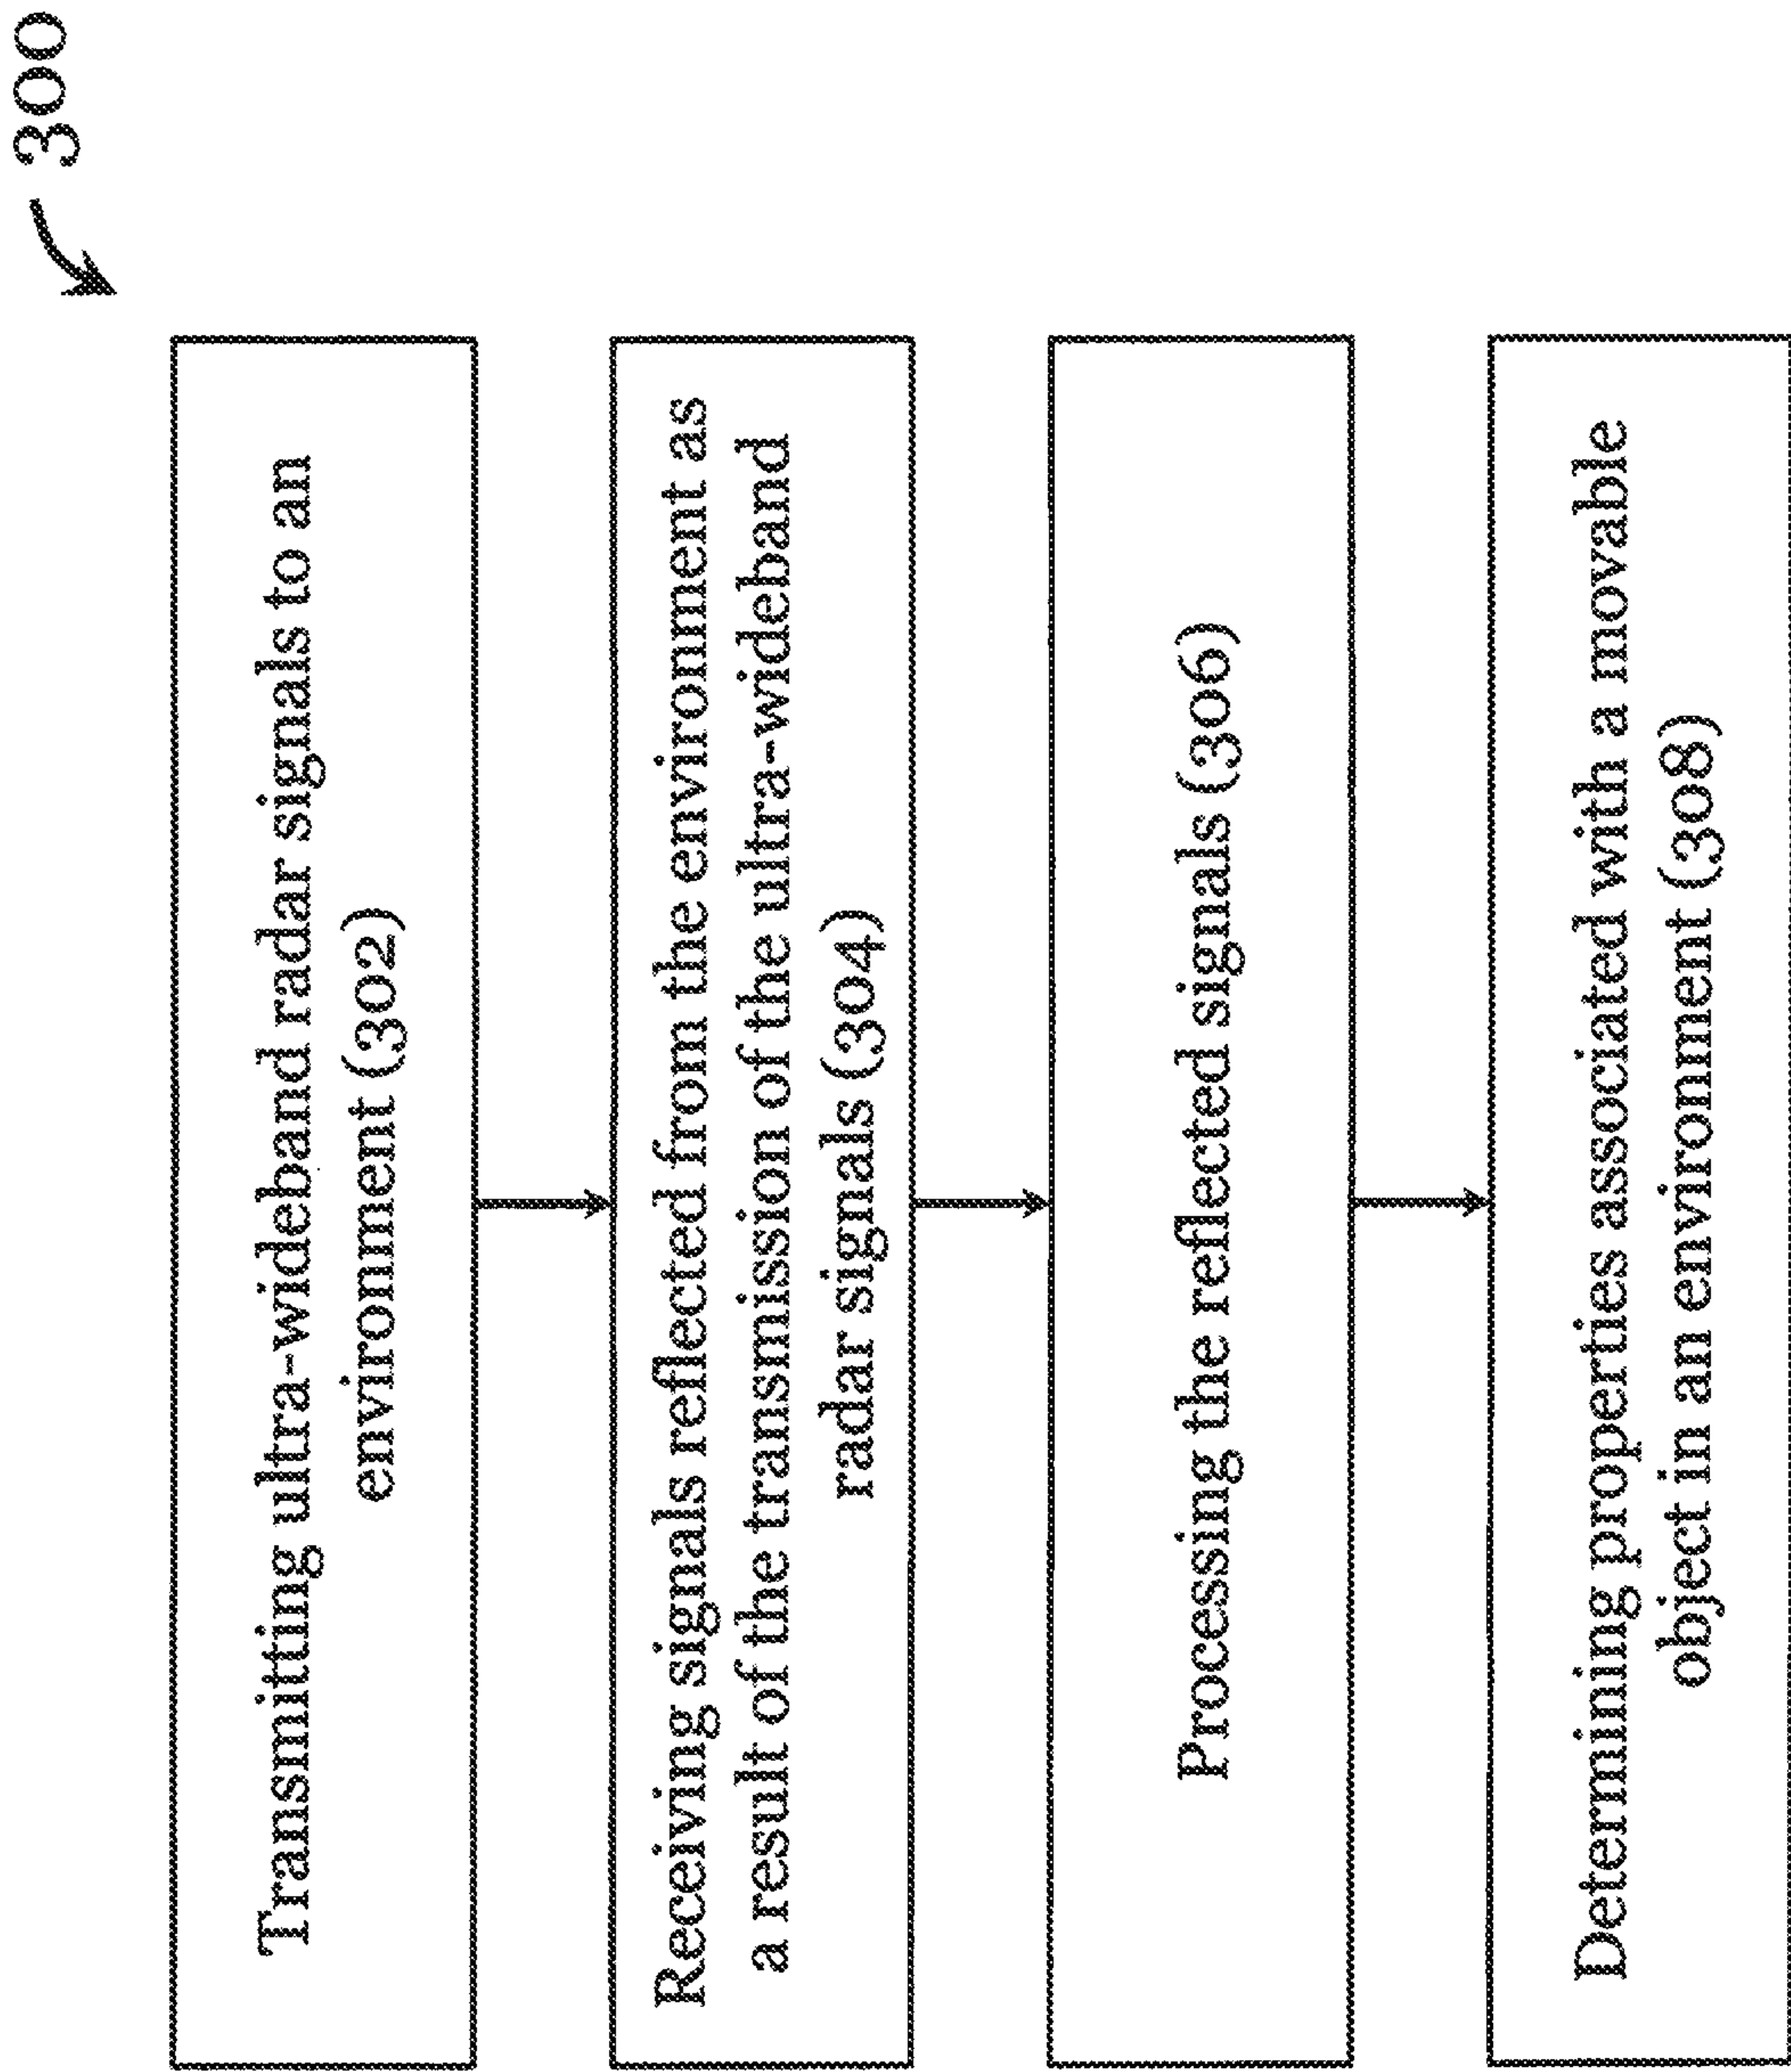 300
Transmitting ultra-wideband radar signals to an
environment (302)
Receiving signals reflected from the environment as
a result of the transmission of the ultra-wideband
radar signals (304)
Processing the reflected signals (306)
Determining properties associated with a movable
object in an environment (308)